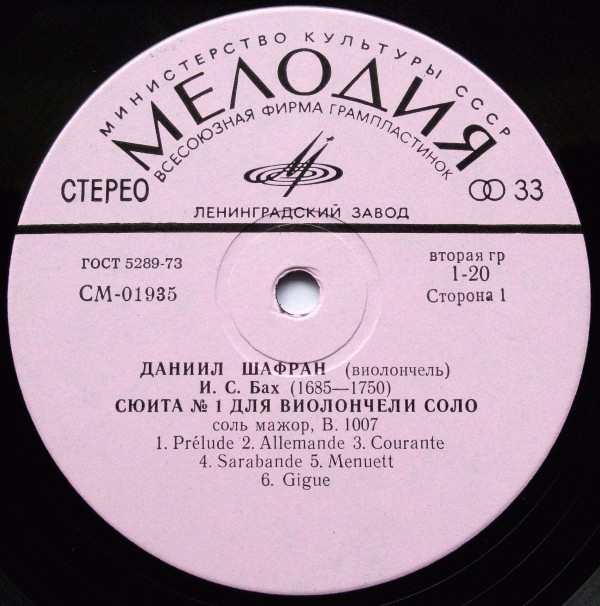 МИНИСТЕРСТВО КУЛЬТУРЫ СССР
МЕЛОДИЯ
ВСЕСОЮЗНАЯ ФИРМА ГРАМПЛАСТИНОК
СТЕРЕО
33
ЛЕНИНГРАДСКИЙ ЗАВОД
ГОСТ 5289-73
СМ-01935
вторая гр
1-20
Сторона 1
ДАНИИЛ ШАФРАН (виолончель)
И. С. Бах (1685—1750)
СЮИТА № 1 ДЛЯ ВИОЛОНЧЕЛИ СОЛО
соль мажор, В. 1007
1. Prélude 2. Allemande 3. Courante
4. Sarabande 5. Menuett
6. Gigue